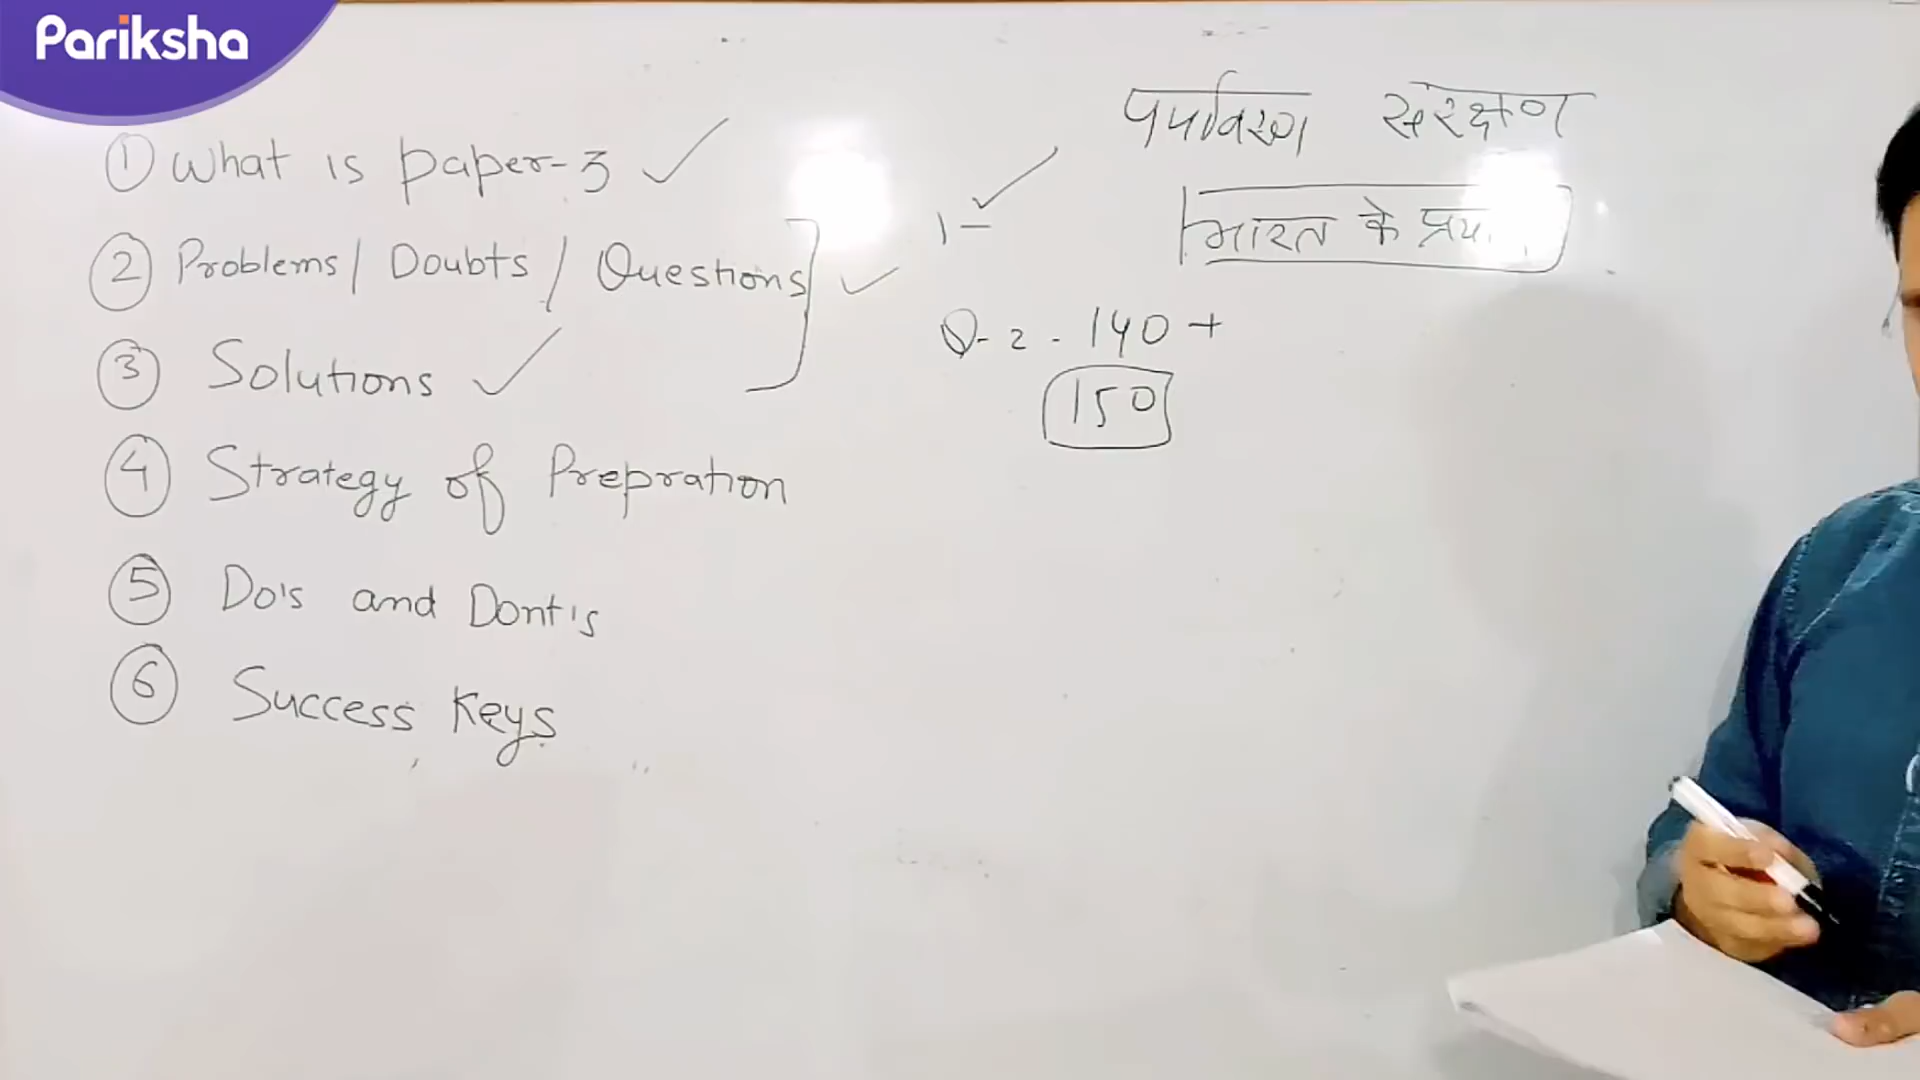 Pariksha
① What is paper-3 ✓
② Problems / Doubts / Questions ✓
③ Solutions ✓
④ Strategy of Prepration
⑤ Do's and Dont's
⑥ Success Keys
पर्यावरण संरक्षण
1 -
भारत के
Q-2. 140 +
150